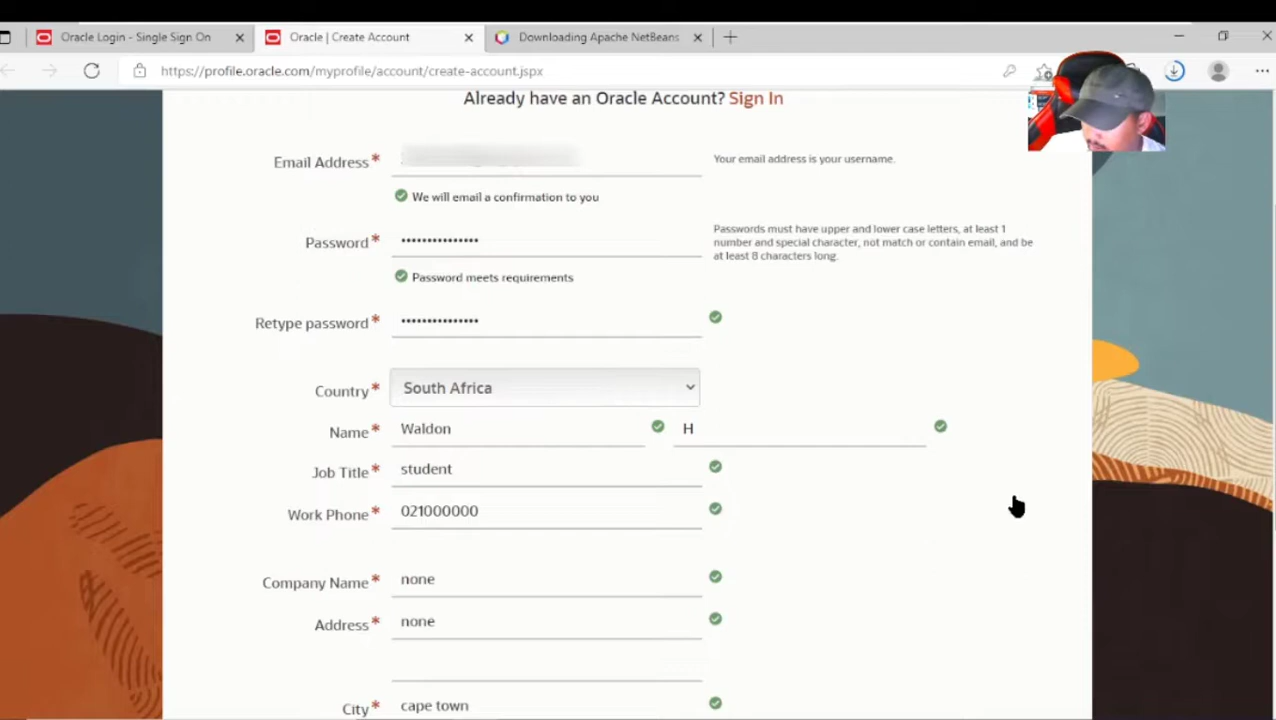 Oracle Login - Single Sign On
Oracle | Create Account
Downloading Apache NetBeans
https://profile.oracle.com/myprofile/account/create-account.jspx
Already have an Oracle Account? Sign In
Email Address*
Your email address is your username.
We will email a confirmation to you
Password* •••••••••••••••
Passwords must have upper and lower case letters, at least 1
number and special character, not match or contain email, and be
at least 8 characters long.
Password meets requirements
Retype password* •••••••••••••••
Country* South Africa
Name* Waldon H
Job Title* student
Work Phone* 021000000
Company Name* none
Address* none
City* cape town